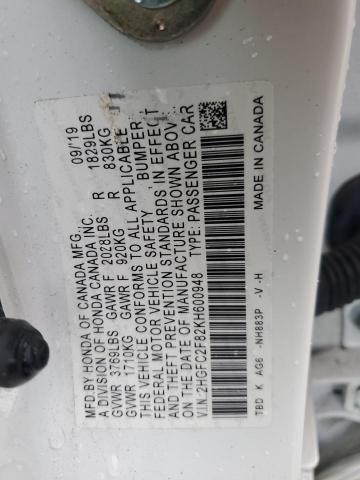 MFD.BY HONDA OF CANADA MFG., 09/19
A DIVISION OF HONDA CANADA INC.
GVWR 3769LBS GAWR F 2028LBS R 1829LBS
GVWR 1710KG GAWR F 920KG R 830KG
THIS VEHICLE CONFORMS TO ALL APPLICABLE
FEDERAL MOTOR VEHICLE SAFETY, BUMPER,
AND THEFT PREVENTION STANDARDS IN EFFECT
ON THE DATE OF MANUFACTURE SHOWN ABOVE.
V.I.N:2HGFC2F82KH600948 TYPE: PASSENGER CAR
TBD K AG6 -NH883P -V -H MADE IN CANADA